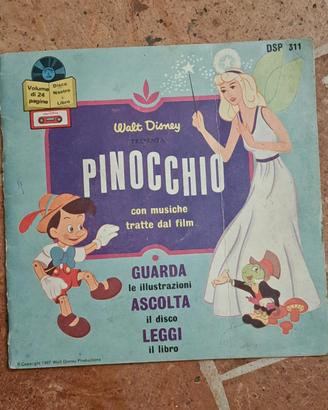 DSP 311
Volume
di 24
pagine
Disco
Nastro
Libro
Walt Disney
PRESENTA
PINOCCHIO
con musiche
tratte dal film
GUARDA
le illustrazioni
ASCOLTA
il disco
LEGGI
il libro
© Copyright 1967 Walt Disney Productions